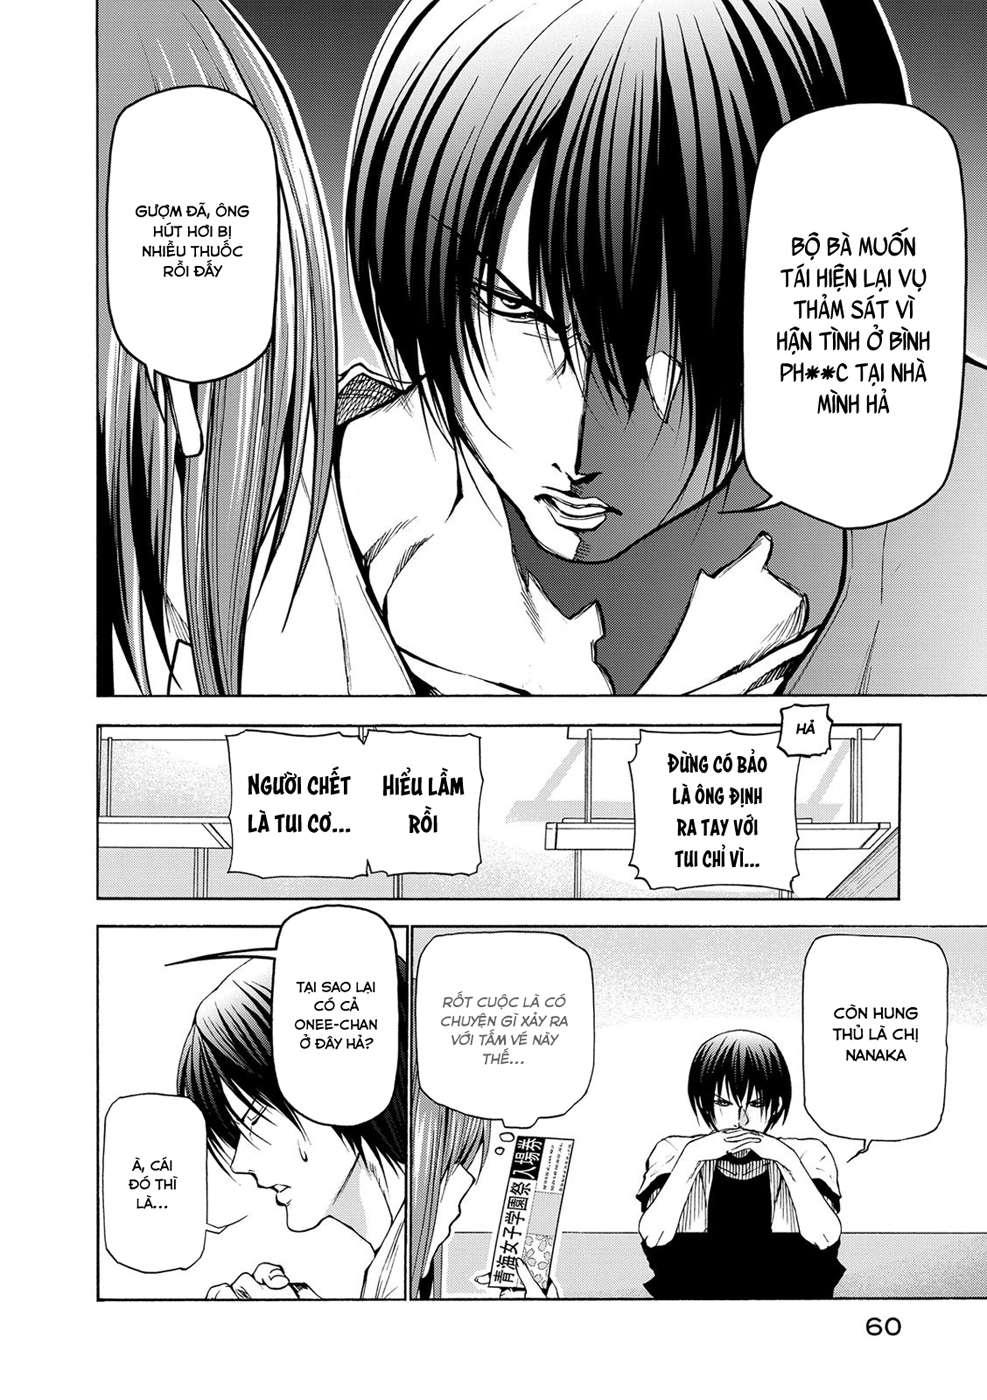 BỘ BÀ MUỐN
TÁI HIỆN LẠI VỤ
THẢM SÁT VÌ
HẬN TÌNH Ở BÌNH
PH**C TẠI NHÀ
MÌNH HẢ
GƯỢM ĐÃ, ÔNG
HÚT HƠI BỊ
NHIỀU THUỐC
RỒI ĐẤY
HẢ
ĐỪNG CÓ BẢO
LÀ ÔNG ĐỊNH
RA TAY VỚI
TUI CHỈ VÌ...
HIỂU LẦM
RỒI
NGƯỜI CHẾT
LÀ TUI CƠ...
CÒN HUNG
THỦ LÀ CHỊ
NANAKA
RỐT CUỘC LÀ CÓ
CHUYỆN GÌ XẢY RA
VỚI TẤM VÉ NÀY
THẾ...
青海女子学園祭
入場券
TẠI SAO LẠI
CÓ CẢ
ONEE-CHAN
Ở ĐÂY HẢ?
À, CÁI
ĐÓ THÌ
LÀ...
60